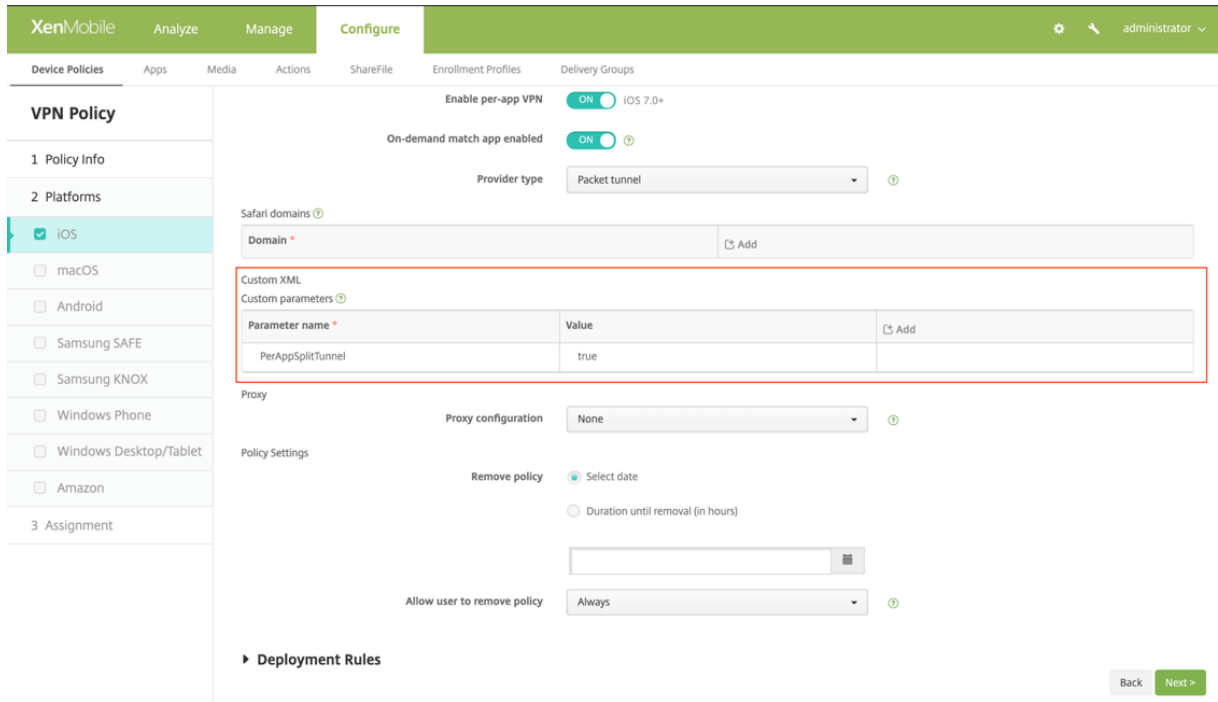 XenMobile Analyze Manage Configure administrator
Device Policies Apps Media Actions ShareFile Enrollment Profiles Delivery Groups
VPN Policy
1 Policy Info
2 Platforms
iOS
macOS
Android
Samsung SAFE
Samsung KNOX
Windows Phone
Windows Desktop/Tablet
Amazon
3 Assignment
Enable per-app VPN ON iOS 7.0+
On-demand match app enabled ON ?
Provider type Packet tunnel ?
Safari domains ?
Domain * Add
Custom XML
Custom parameters ?
Parameter name * Value Add
PerAppSplitTunnel true
Proxy
Proxy configuration None ?
Policy Settings
Remove policy Select date
Duration until removal (in hours)
Allow user to remove policy Always ?
Deployment Rules
Back Next >